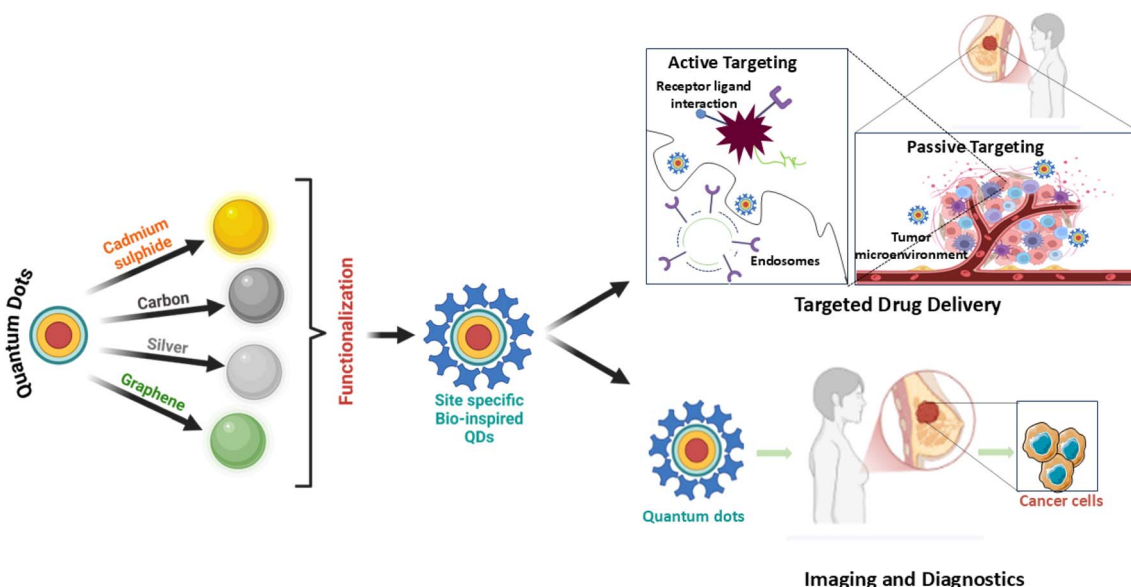 Quantum Dots
Cadmium
sulphide
Carbon
Silver
Graphene
Functionalization
Site specific
Bio-inspired
QDs
Active Targeting
Receptor ligand
interaction
Endosomes
Passive Targeting
Tumor
microenvironment
Targeted Drug Delivery
Quantum dots
Cancer cells
Imaging and Diagnostics